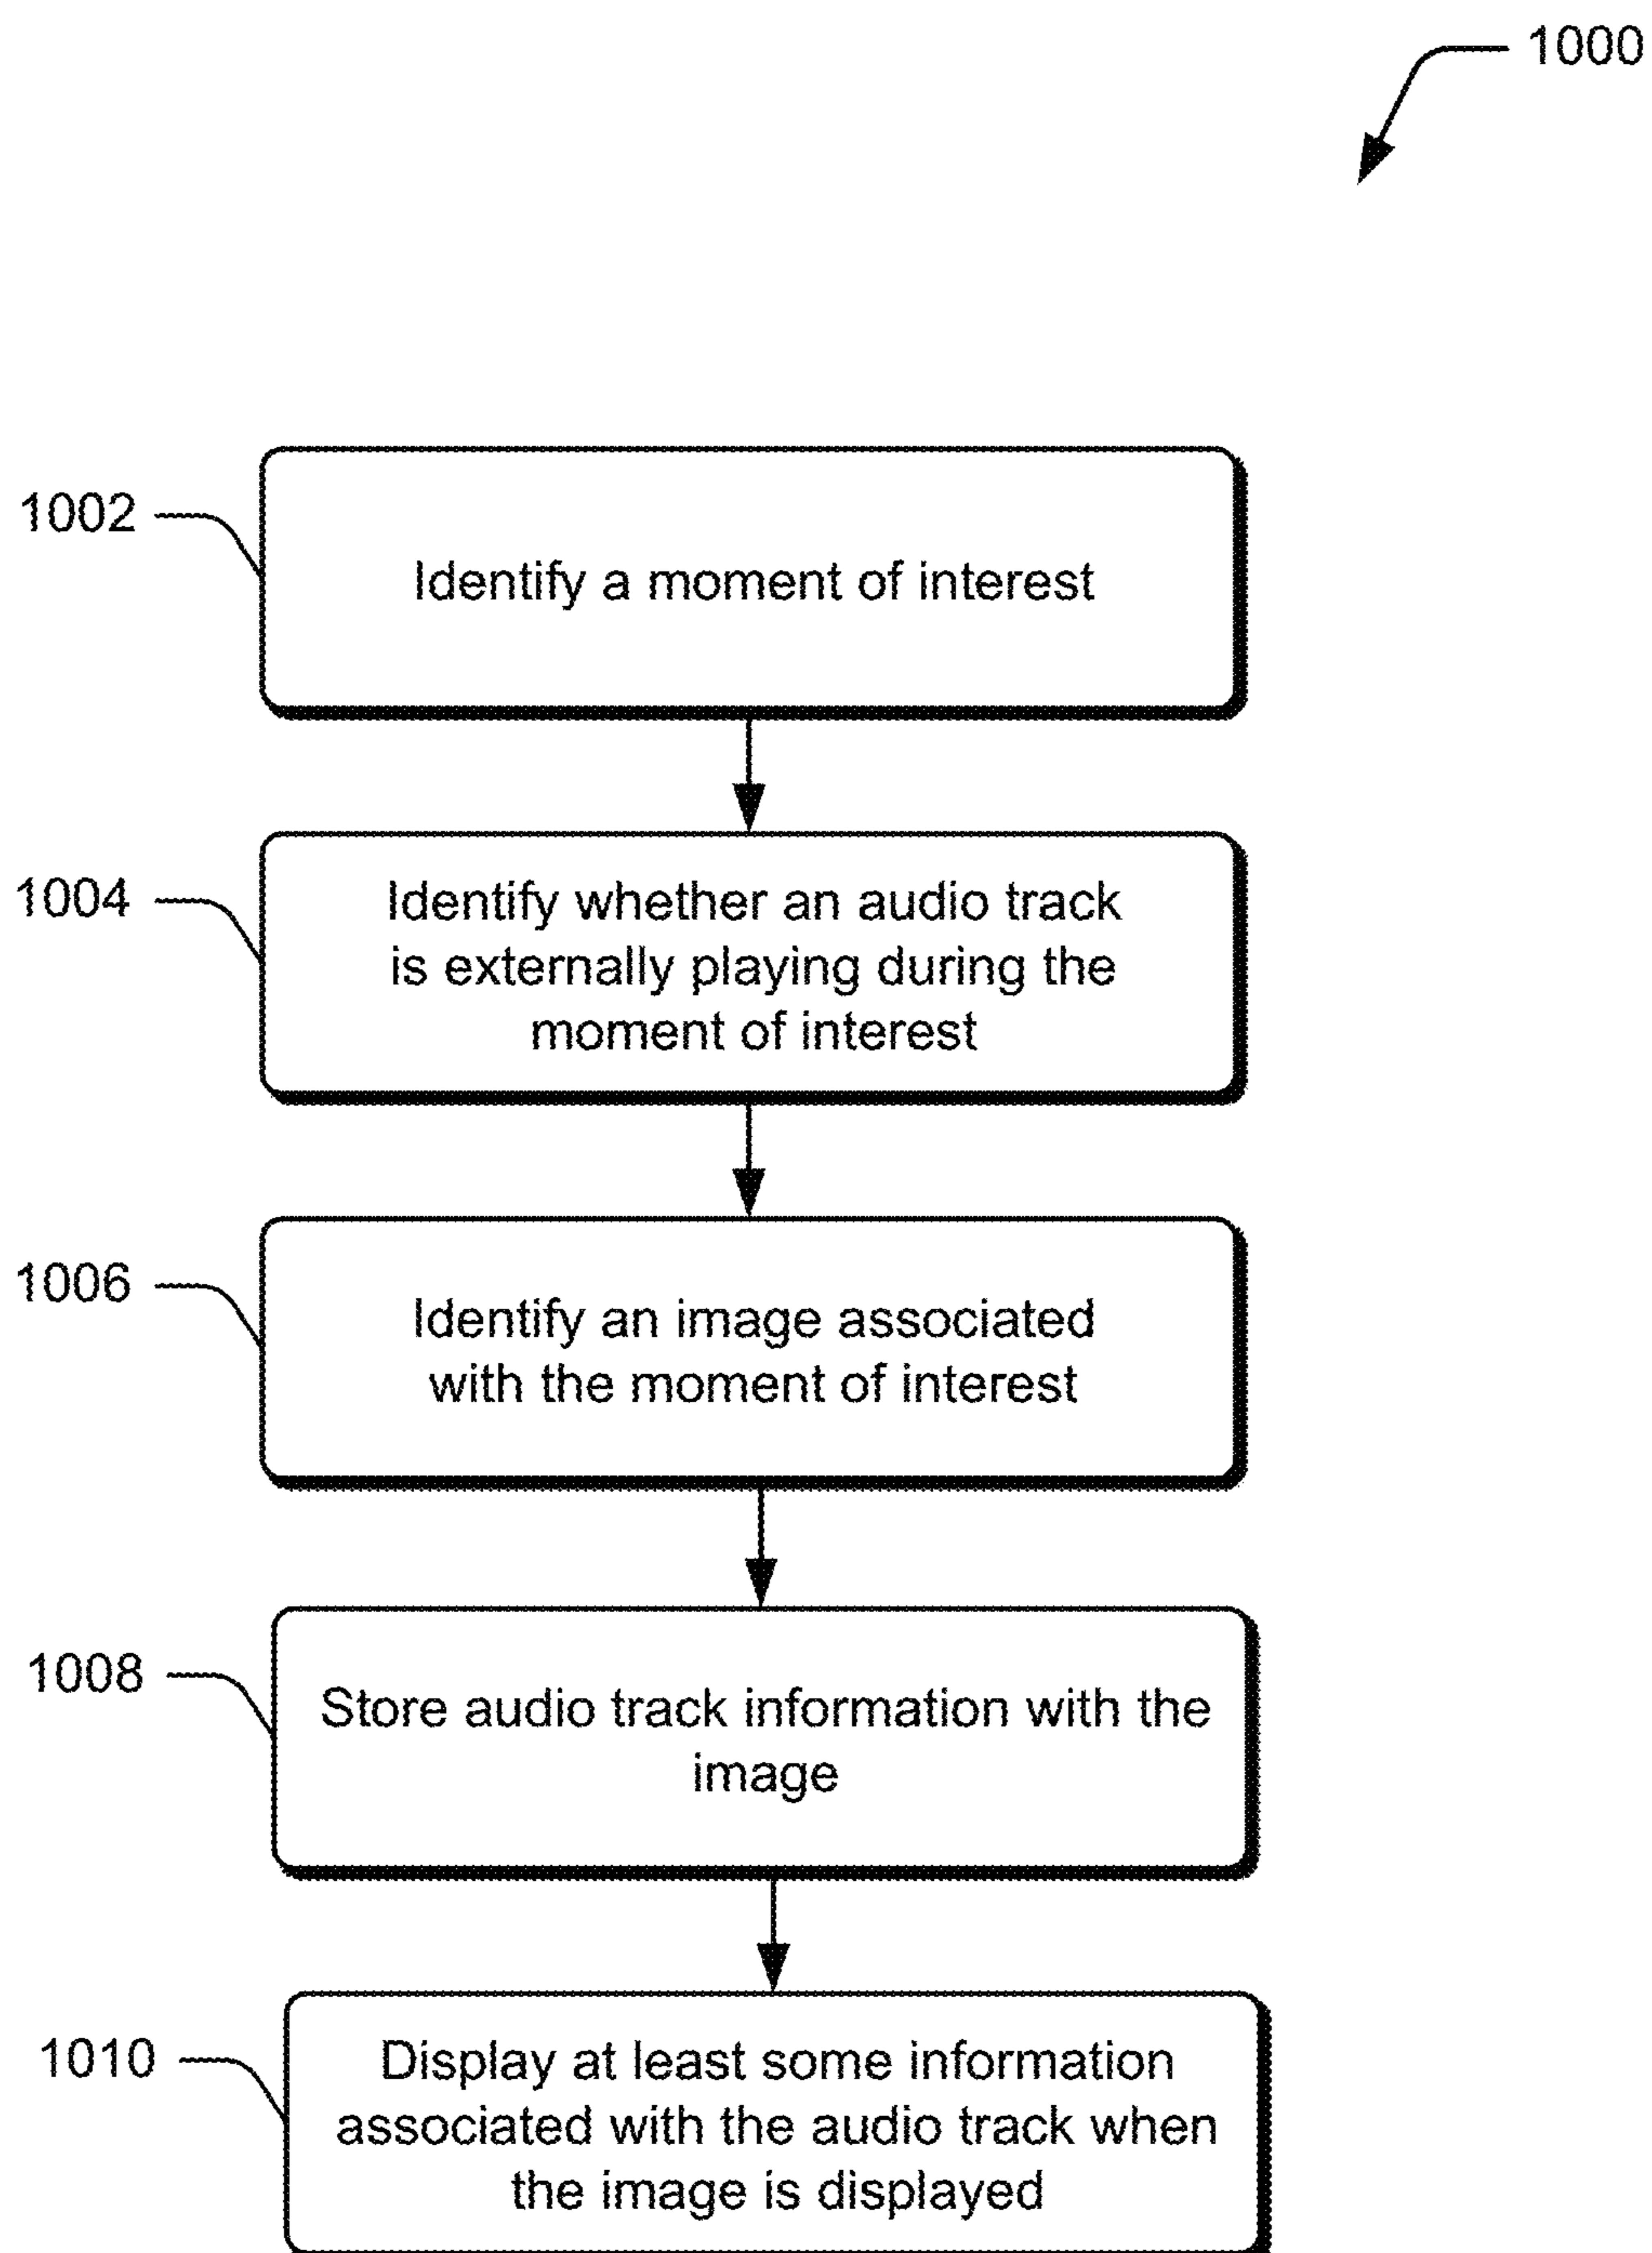 1000
1002
Identify a moment of interest
1004
Identify whether an audio track
is externally playing during the
moment of interest
1006
Identify an image associated
with the moment of interest
1008
Store audio track information with the
image
1010
Display at least some information
associated with the audio track when
the image is displayed